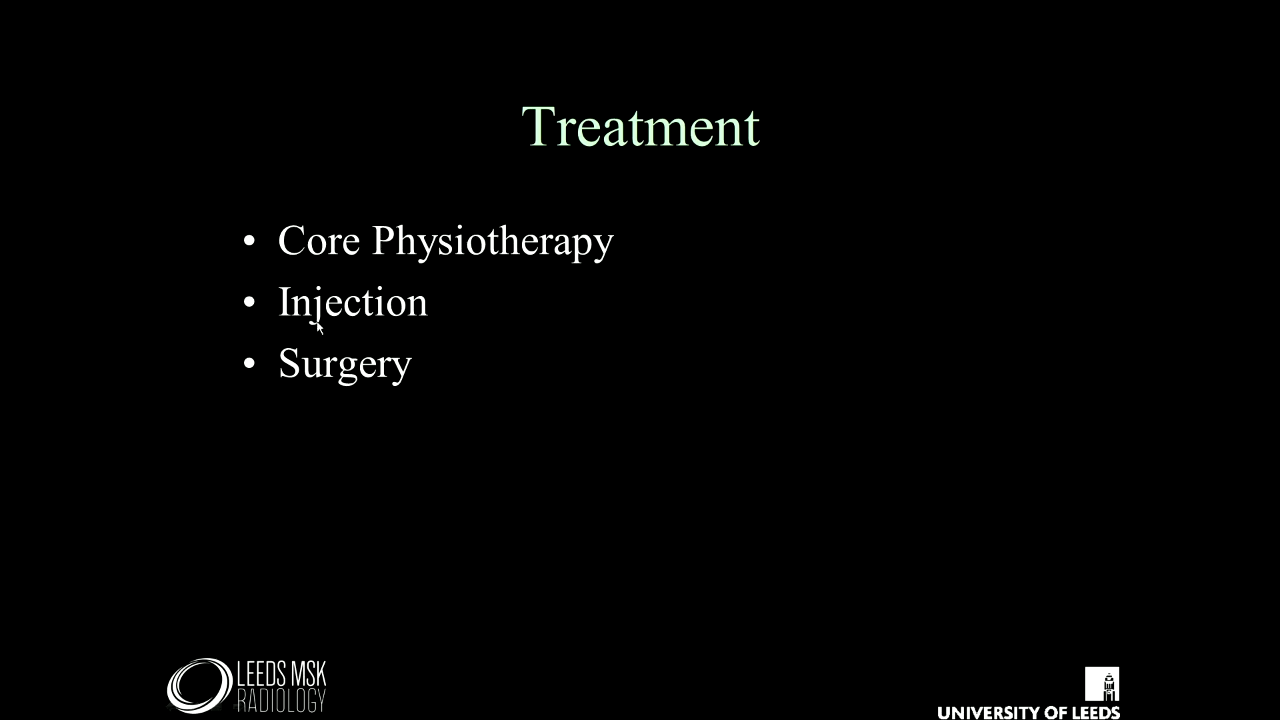 Treatment
• Core Physiotherapy
• Injection
• Surgery
LEEDS MSK
RADIOLOGY
UNIVERSITY OF LEEDS